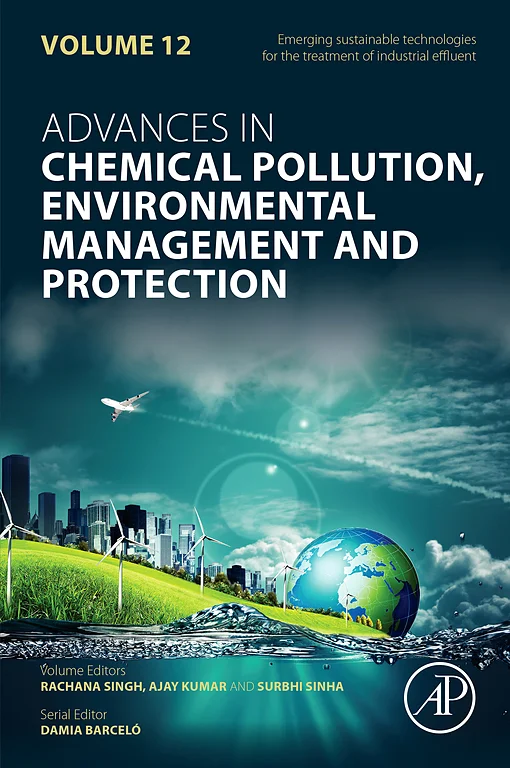 VOLUME 12
Emerging sustainable technologies
for the treatment of industrial effluent
ADVANCES IN
CHEMICAL POLLUTION,
ENVIRONMENTAL
MANAGEMENT AND
PROTECTION
Volume Editors
RACHANA SINGH, AJAY KUMAR AND SURBHI SINHA
Serial Editor
DAMIA BARCELÓ
AP